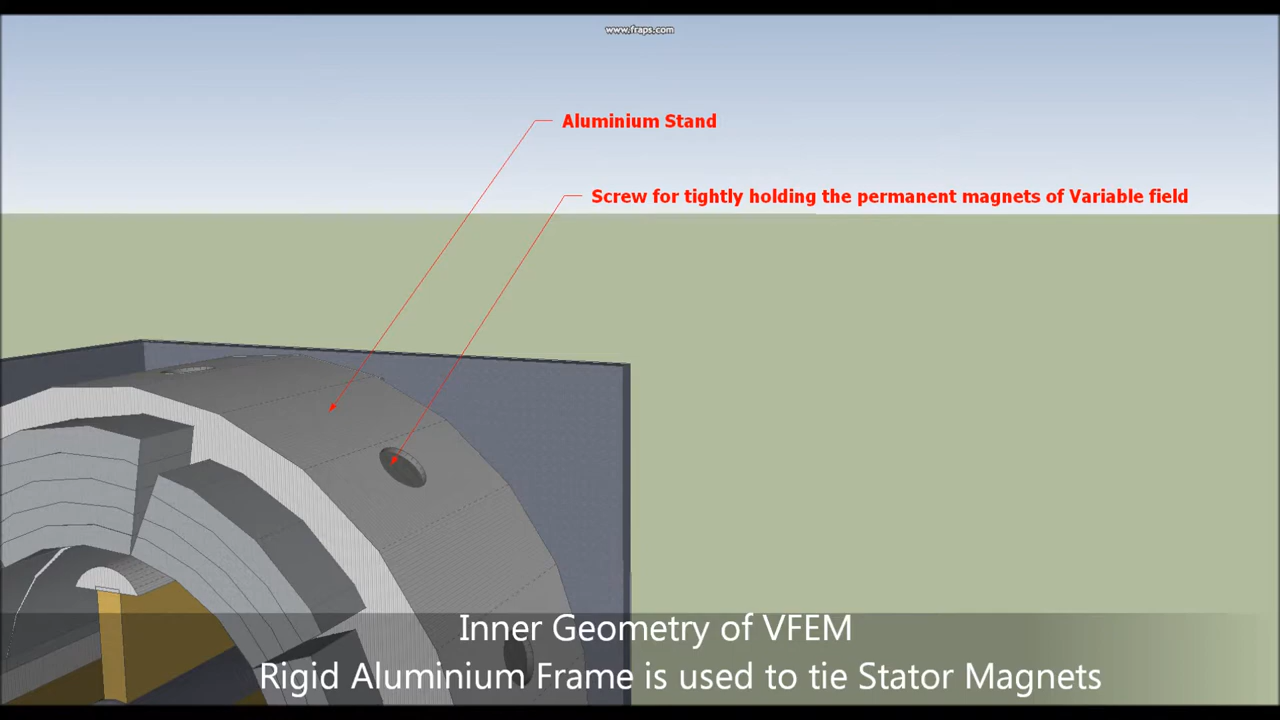 www.fraps.com
Aluminium Stand
Screw for tightly holding the permanent magnets of Variable field
Inner Geometry of VFEM
Rigid Aluminium Frame is used to tie Stator Magnets